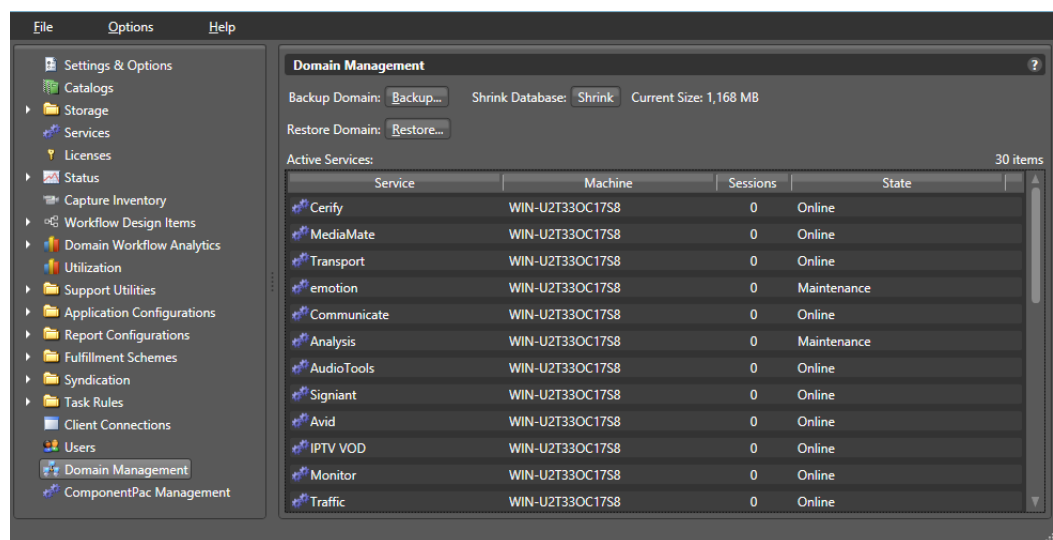 File Options Help
Settings & Options
Catalogs
Storage
Services
Licenses
Status
Capture Inventory
Workflow Design Items
Domain Workflow Analytics
Utilization
Support Utilities
Application Configurations
Report Configurations
Fulfillment Schemes
Syndication
Task Rules
Client Connections
Users
Domain Management
ComponentPac Management
Domain Management ?
Backup Domain: Backup... Shrink Database: Shrink Current Size: 1,168 MB
Restore Domain: Restore...
Active Services: 30 items
Service Machine Sessions State
Cerify WIN-U2T33OC17S8 0 Online
MediaMate WIN-U2T33OC17S8 0 Online
Transport WIN-U2T33OC17S8 0 Online
emotion WIN-U2T33OC17S8 0 Maintenance
Communicate WIN-U2T33OC17S8 0 Online
Analysis WIN-U2T33OC17S8 0 Maintenance
AudioTools WIN-U2T33OC17S8 0 Online
Signiant WIN-U2T33OC17S8 0 Online
Avid WIN-U2T33OC17S8 0 Online
IPTV VOD WIN-U2T33OC17S8 0 Online
Monitor WIN-U2T33OC17S8 0 Online
Traffic WIN-U2T33OC17S8 0 Online